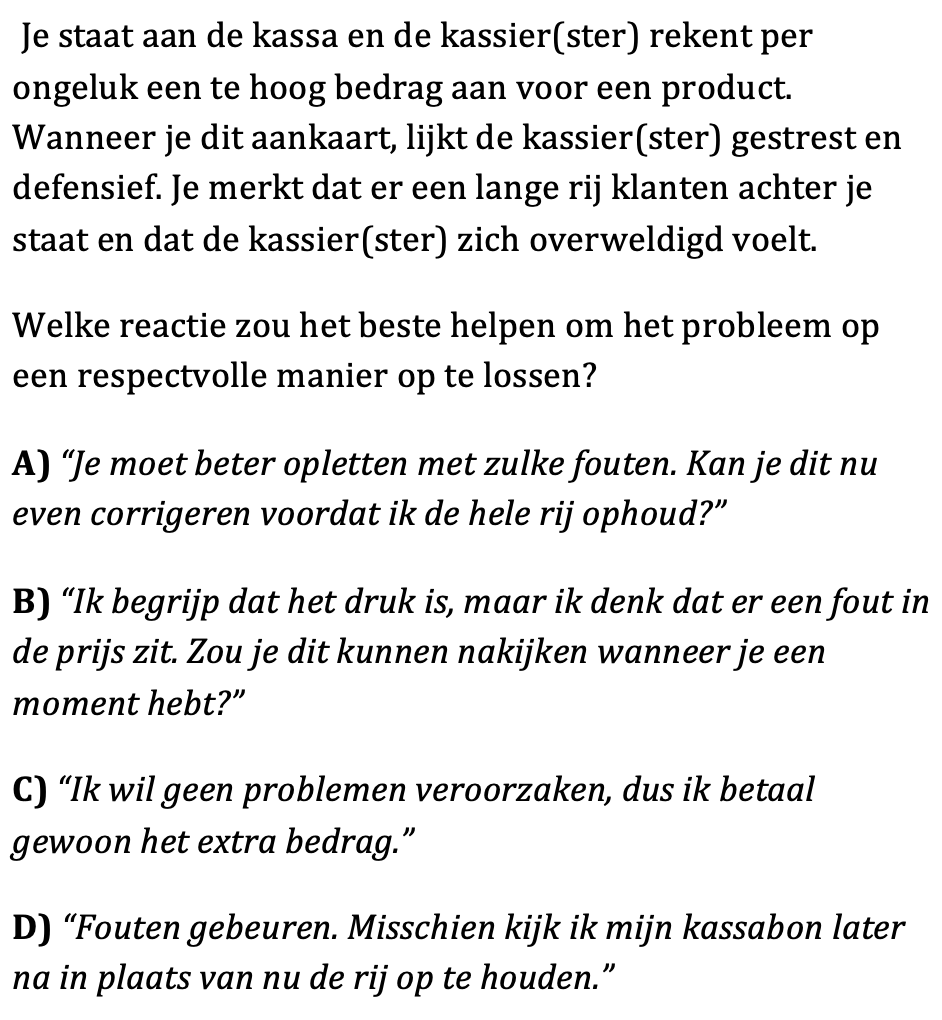 Je staat aan de kassa en de kassier(ster) rekent per
ongeluk een te hoog bedrag aan voor een product.
Wanneer je dit aankaart, lijkt de kassier(ster) gestrest en
defensief. Je merkt dat er een lange rij klanten achter je
staat en dat de kassier(ster) zich overweldigd voelt.
Welke reactie zou het beste helpen om het probleem op
een respectvolle manier op te lossen?
A) “Je moet beter opletten met zulke fouten. Kan je dit nu
even corrigeren voordat ik de hele rij ophoud?”
B) “Ik begrijp dat het druk is, maar ik denk dat er een fout in
de prijs zit. Zou je dit kunnen nakijken wanneer je een
moment hebt?”
C) “Ik wil geen problemen veroorzaken, dus ik betaal
gewoon het extra bedrag.”
D) “Fouten gebeuren. Misschien kijk ik mijn kassabon later
na in plaats van nu de rij op te houden.”